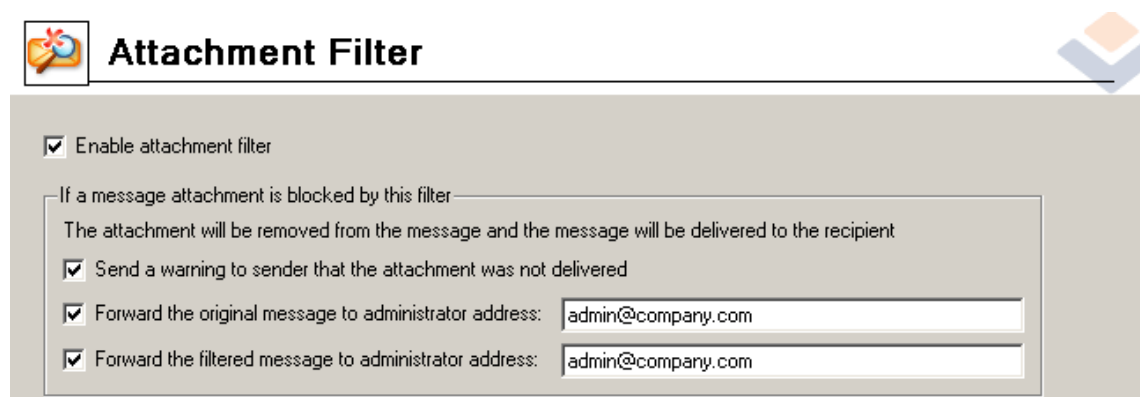 Attachment Filter
Enable attachment filter
If a message attachment is blocked by this filter
The attachment will be removed from the message and the message will be delivered to the recipient
Send a warning to sender that the attachment was not delivered
Forward the original message to administrator address: admin@company.com
Forward the filtered message to administrator address: admin@company.com